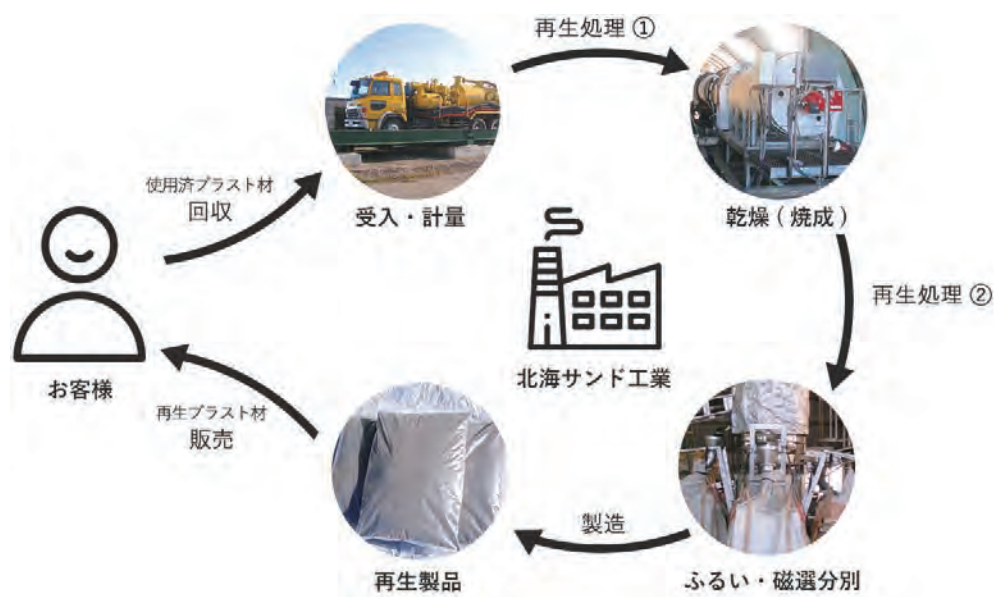 再生処理 ①
使用済ブラスト材
回収
受入・計量
乾燥 ( 焼成 )
再生処理 ②
お客様
北海サンド工業
再生ブラスト材
販売
製造
再生製品
ふるい・磁選分別